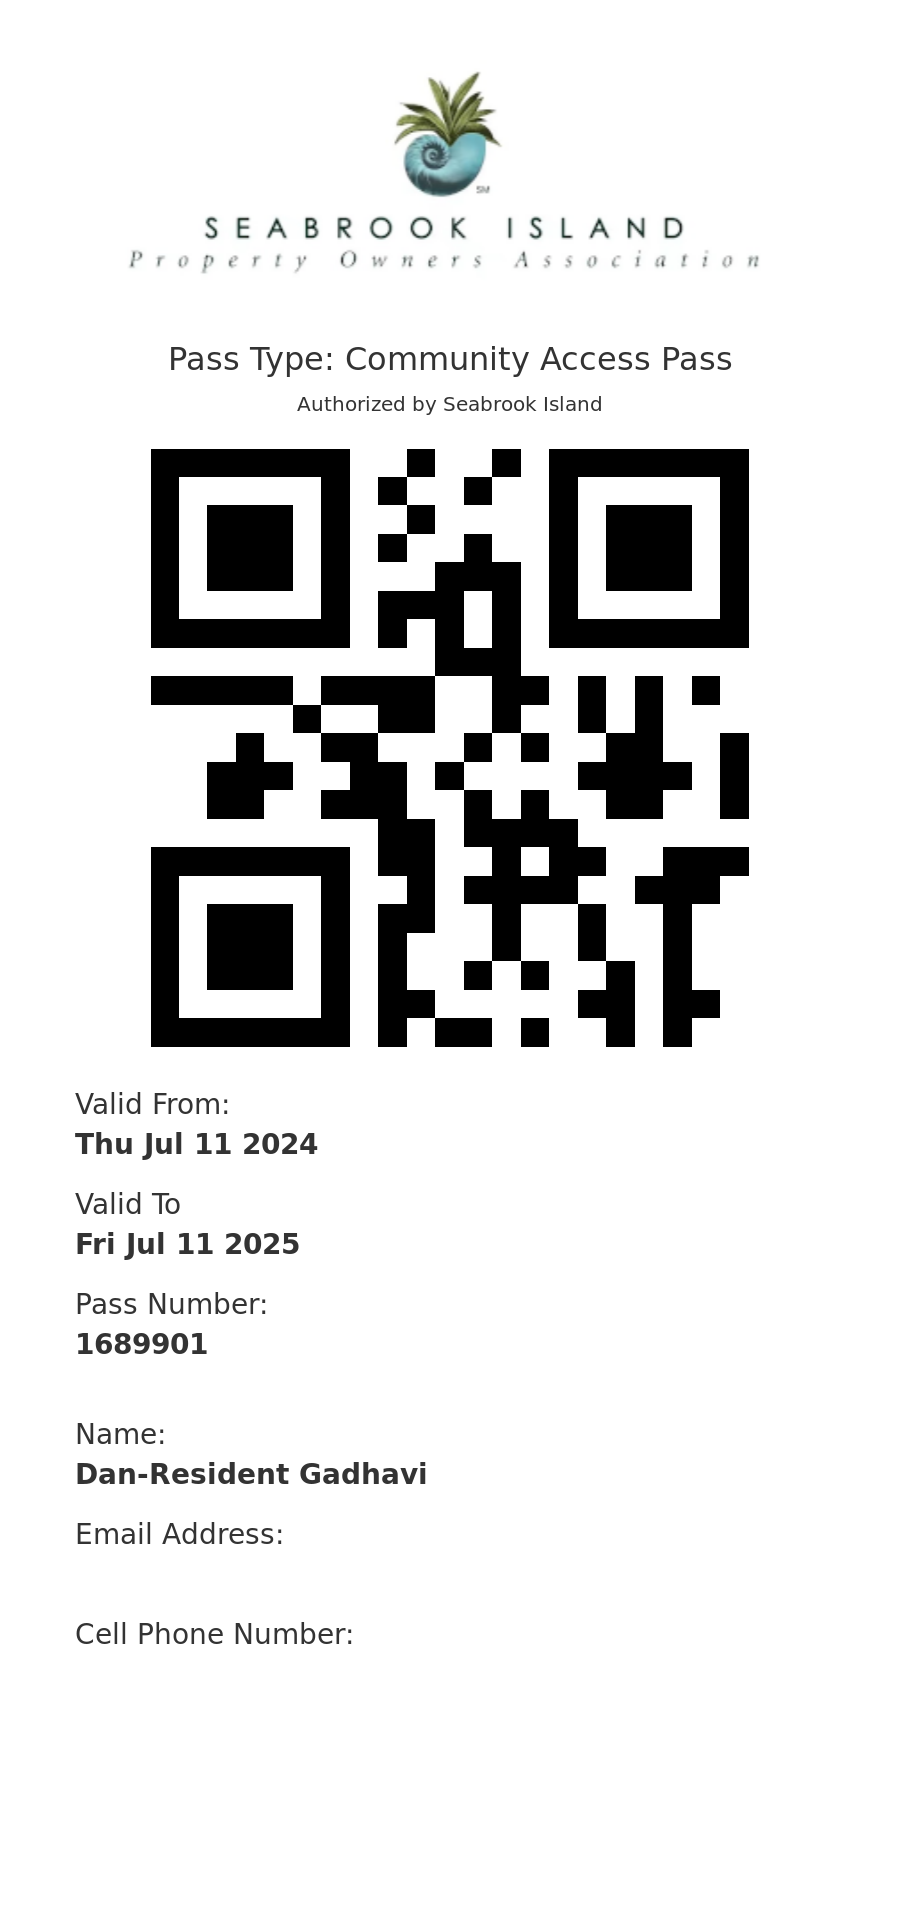 SM
SEABROOK ISLAND
Property Owners Association
Pass Type: Community Access Pass
Authorized by Seabrook Island
Valid From:
Thu Jul 11 2024
Valid To
Fri Jul 11 2025
Pass Number:
1689901
Name:
Dan-Resident Gadhavi
Email Address:
Cell Phone Number: